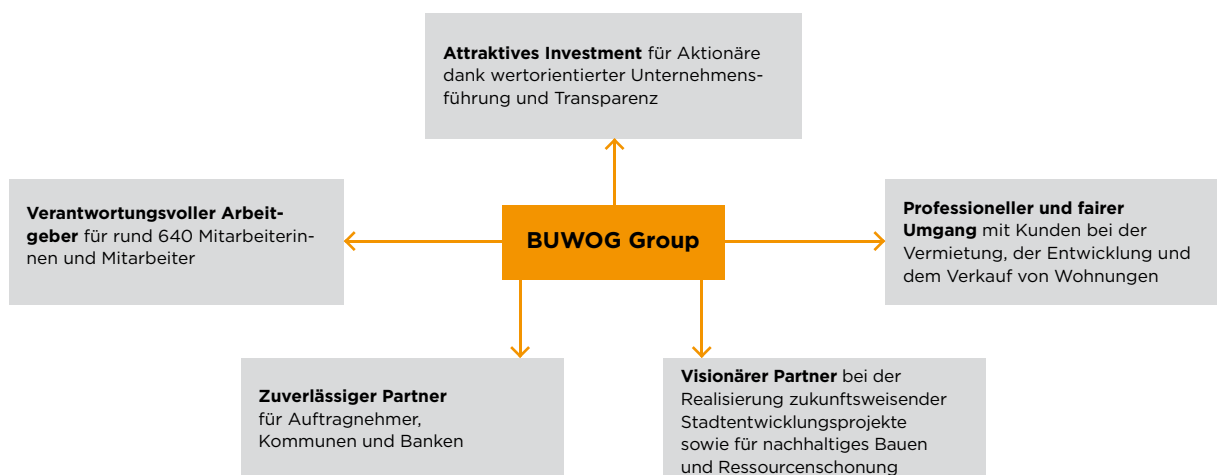 Attraktives Investment für Aktionäre
dank wertorientierter Unternehmens-
führung und Transparenz
Verantwortungsvoller Arbeit-
geber für rund 640 Mitarbeiterin-
nen und Mitarbeiter
BUWOG Group
Professioneller und fairer
Umgang mit Kunden bei der
Vermietung, der Entwicklung und
dem Verkauf von Wohnungen
Zuverlässiger Partner
für Auftragnehmer,
Kommunen und Banken
Visionärer Partner bei der
Realisierung zukunftsweisender
Stadtentwicklungsprojekte
sowie für nachhaltiges Bauen
und Ressourcenschonung